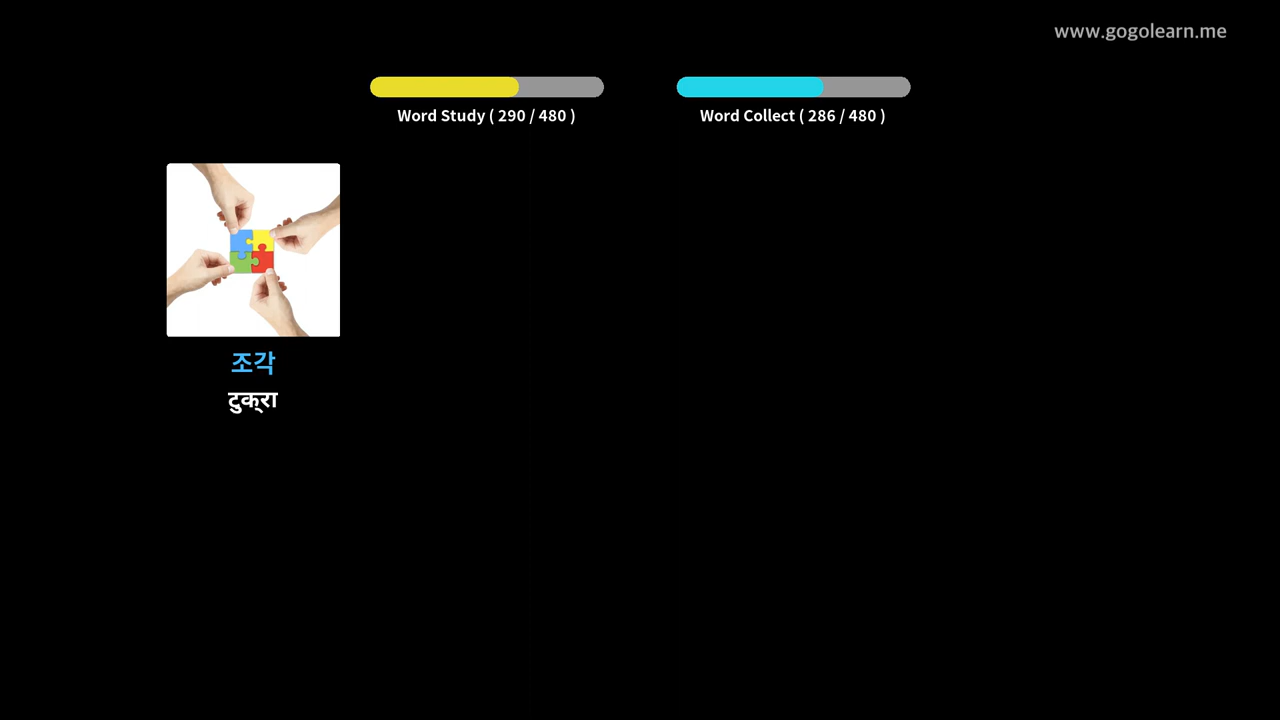 www.gogolearn.me
Word Study ( 290 / 480 )
Word Collect ( 286 / 480 )
조각
टुक्रा